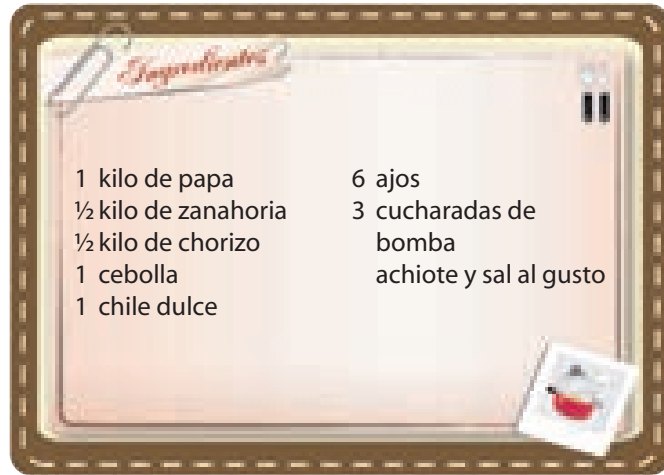 Ingredientes
1 kilo de papa
½ kilo de zanahoria
½ kilo de chorizo
1 cebolla
1 chile dulce
6 ajos
3 cucharadas de
bomba
achiote y sal al gusto